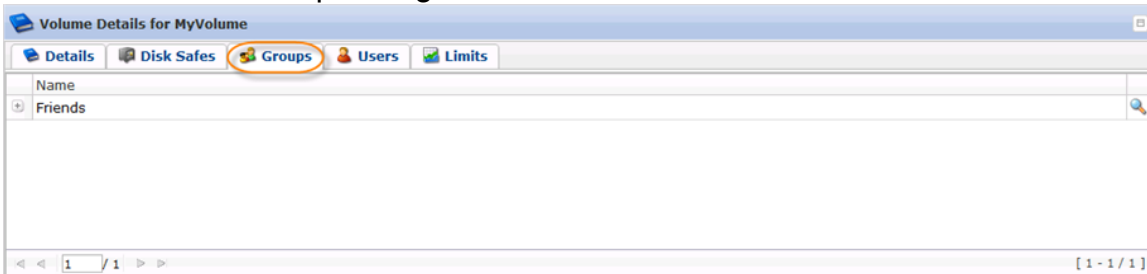 Volume Details for MyVolume
Details Disk Safes Groups Users Limits
Name
Friends
1 / 1 [ 1 - 1 / 1 ]